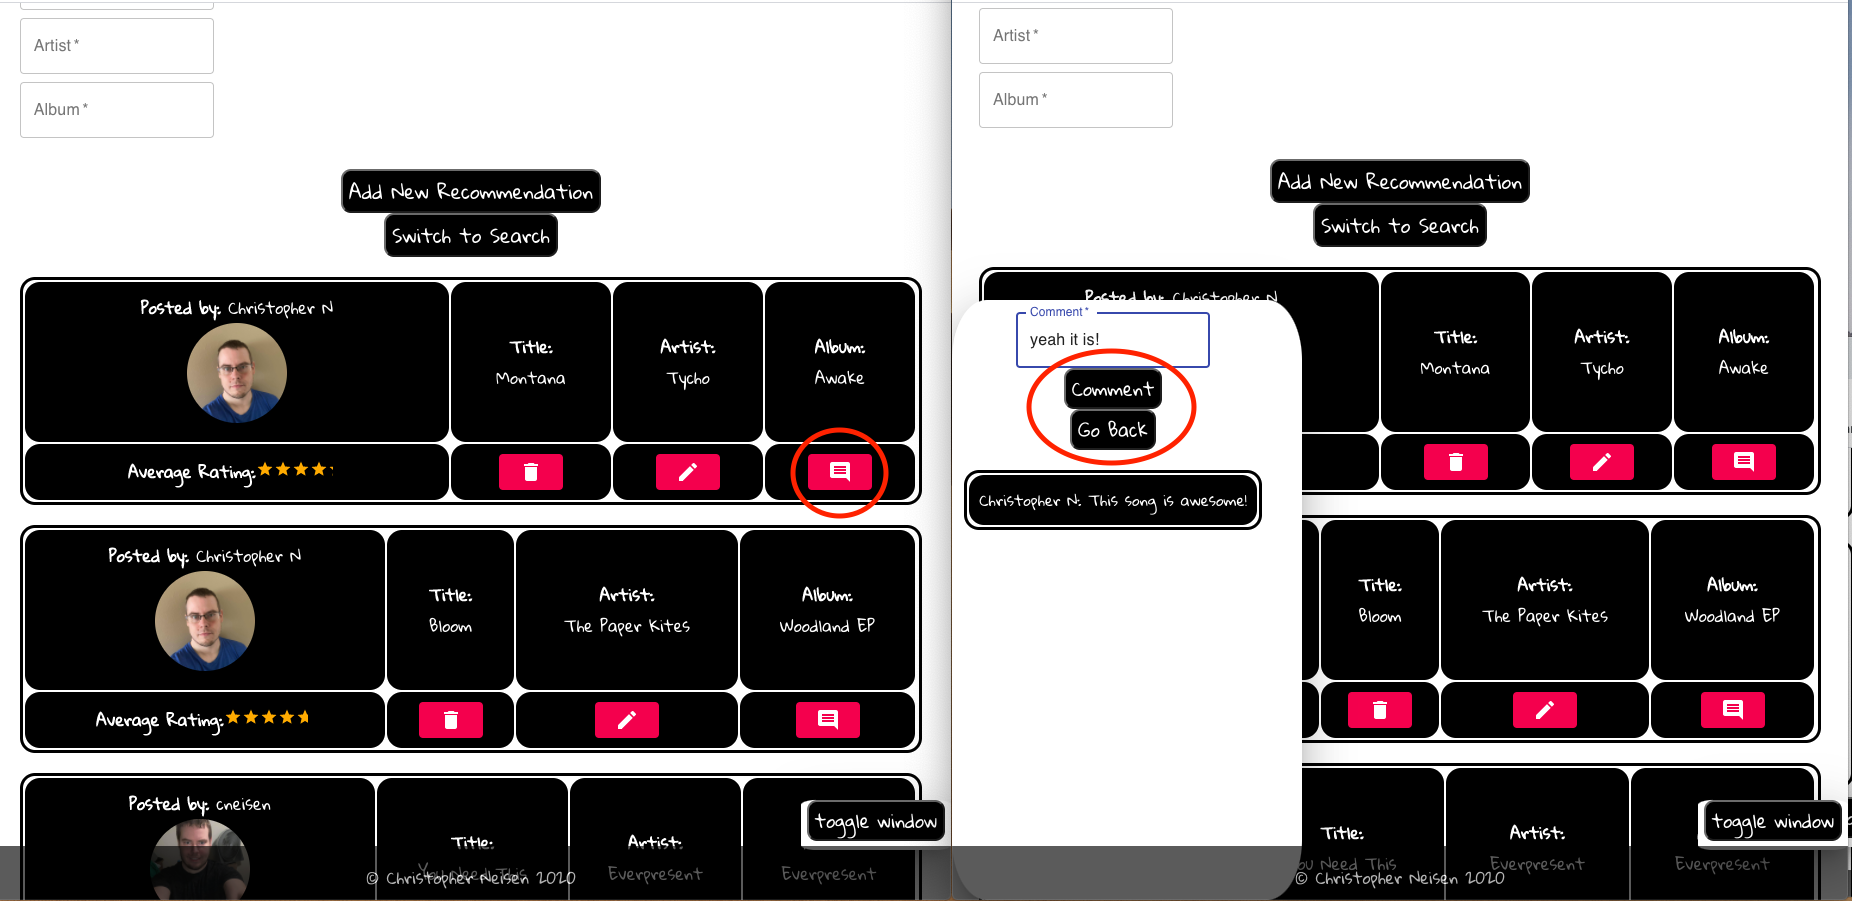 Artist *
Album *
Add New Recommendation
Switch to Search
Posted by: Christopher N
Title:
Montana
Artist:
Tycho
Album:
Awake
Average Rating:
Posted by: Christopher N
Title:
Bloom
Artist:
The Paper Kites
Album:
Woodland EP
Average Rating:
Posted by: cneisen
Title:
You Need This
Artist:
Everpresent
Everpresent
toggle window
© Christopher Neisen 2020
Artist *
Album *
Add New Recommendation
Switch to Search
Posted by: Christopher N
Comment *
yeah it is!
Comment
Go Back
Christopher N: This song is awesome!
Title:
Montana
Artist:
Tycho
Album:
Awake
Title:
Bloom
Artist:
The Paper Kites
Album:
Woodland EP
Title:
ou Need This
Artist:
Everpresent
Everpresent
toggle window
© Christopher Neisen 2020